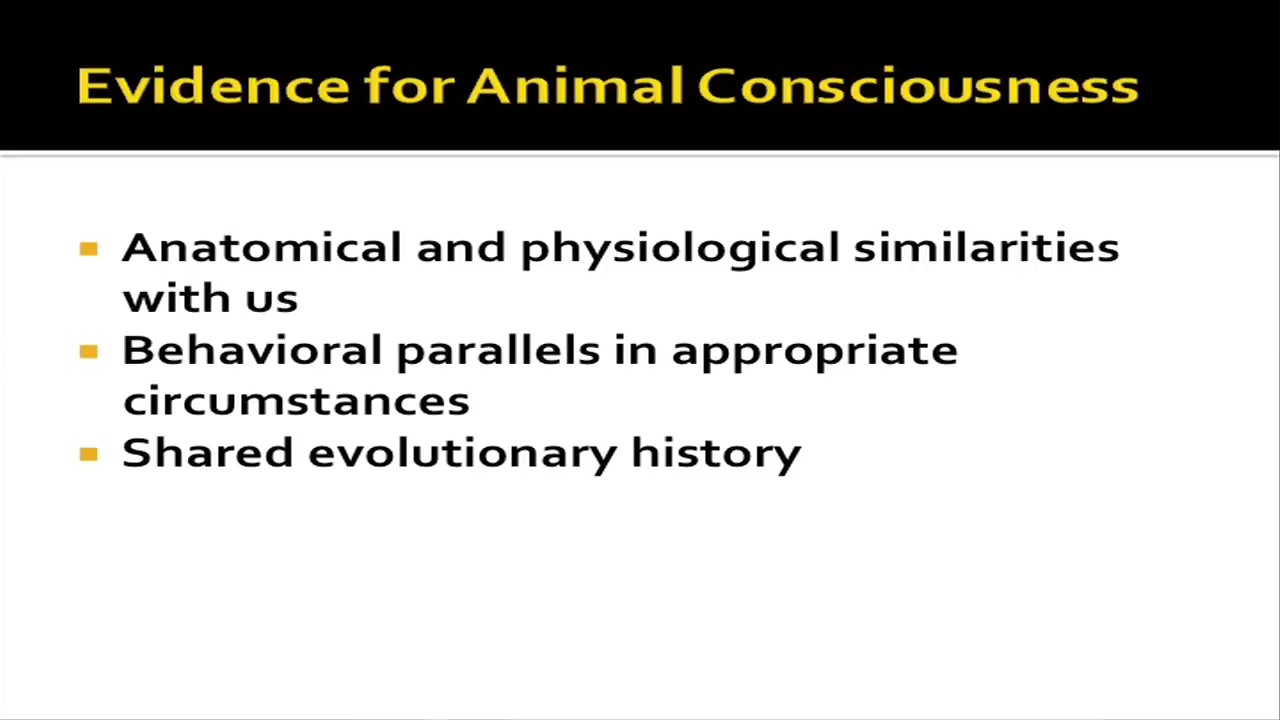 Evidence for Animal Consciousness
Anatomical and physiological similarities
with us
Behavioral parallels in appropriate
circumstances
Shared evolutionary history